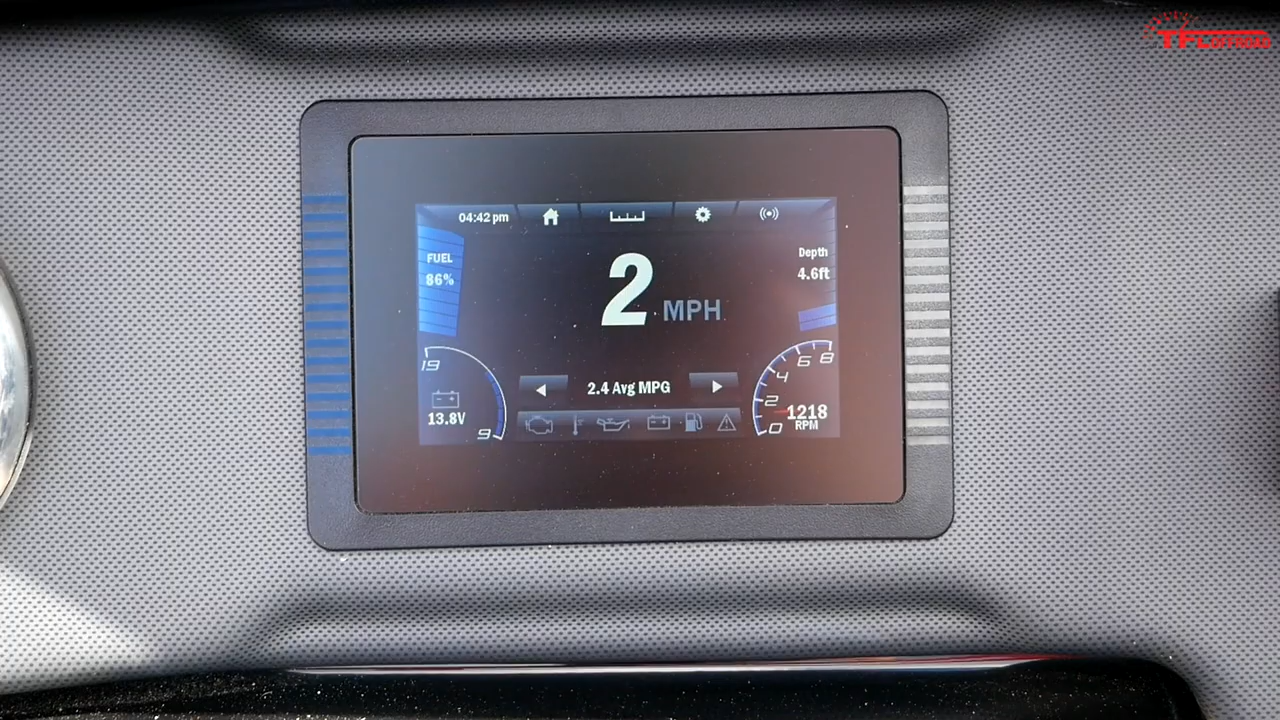 TFLOFFROAD
04:42 pm
FUEL
86%
Depth
4.6ft
2 MPH
19
13.8V
9
2.4 Avg MPG
8
6
4
2
0
1218
RPM